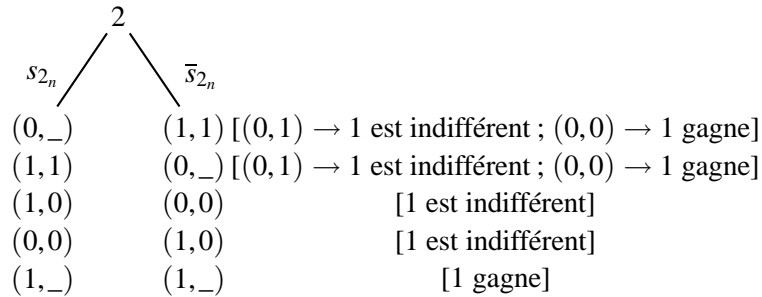 2
s_{2_n} \overline{s}_{2_n}
(0,_) (1,1) [(0,1) → 1 est indifférent ; (0,0) → 1 gagne]
(1,1) (0,_) [(0,1) → 1 est indifférent ; (0,0) → 1 gagne]
(1,0) (0,0) [1 est indifférent]
(0,0) (1,0) [1 est indifférent]
(1,_) (1,_) [1 gagne]